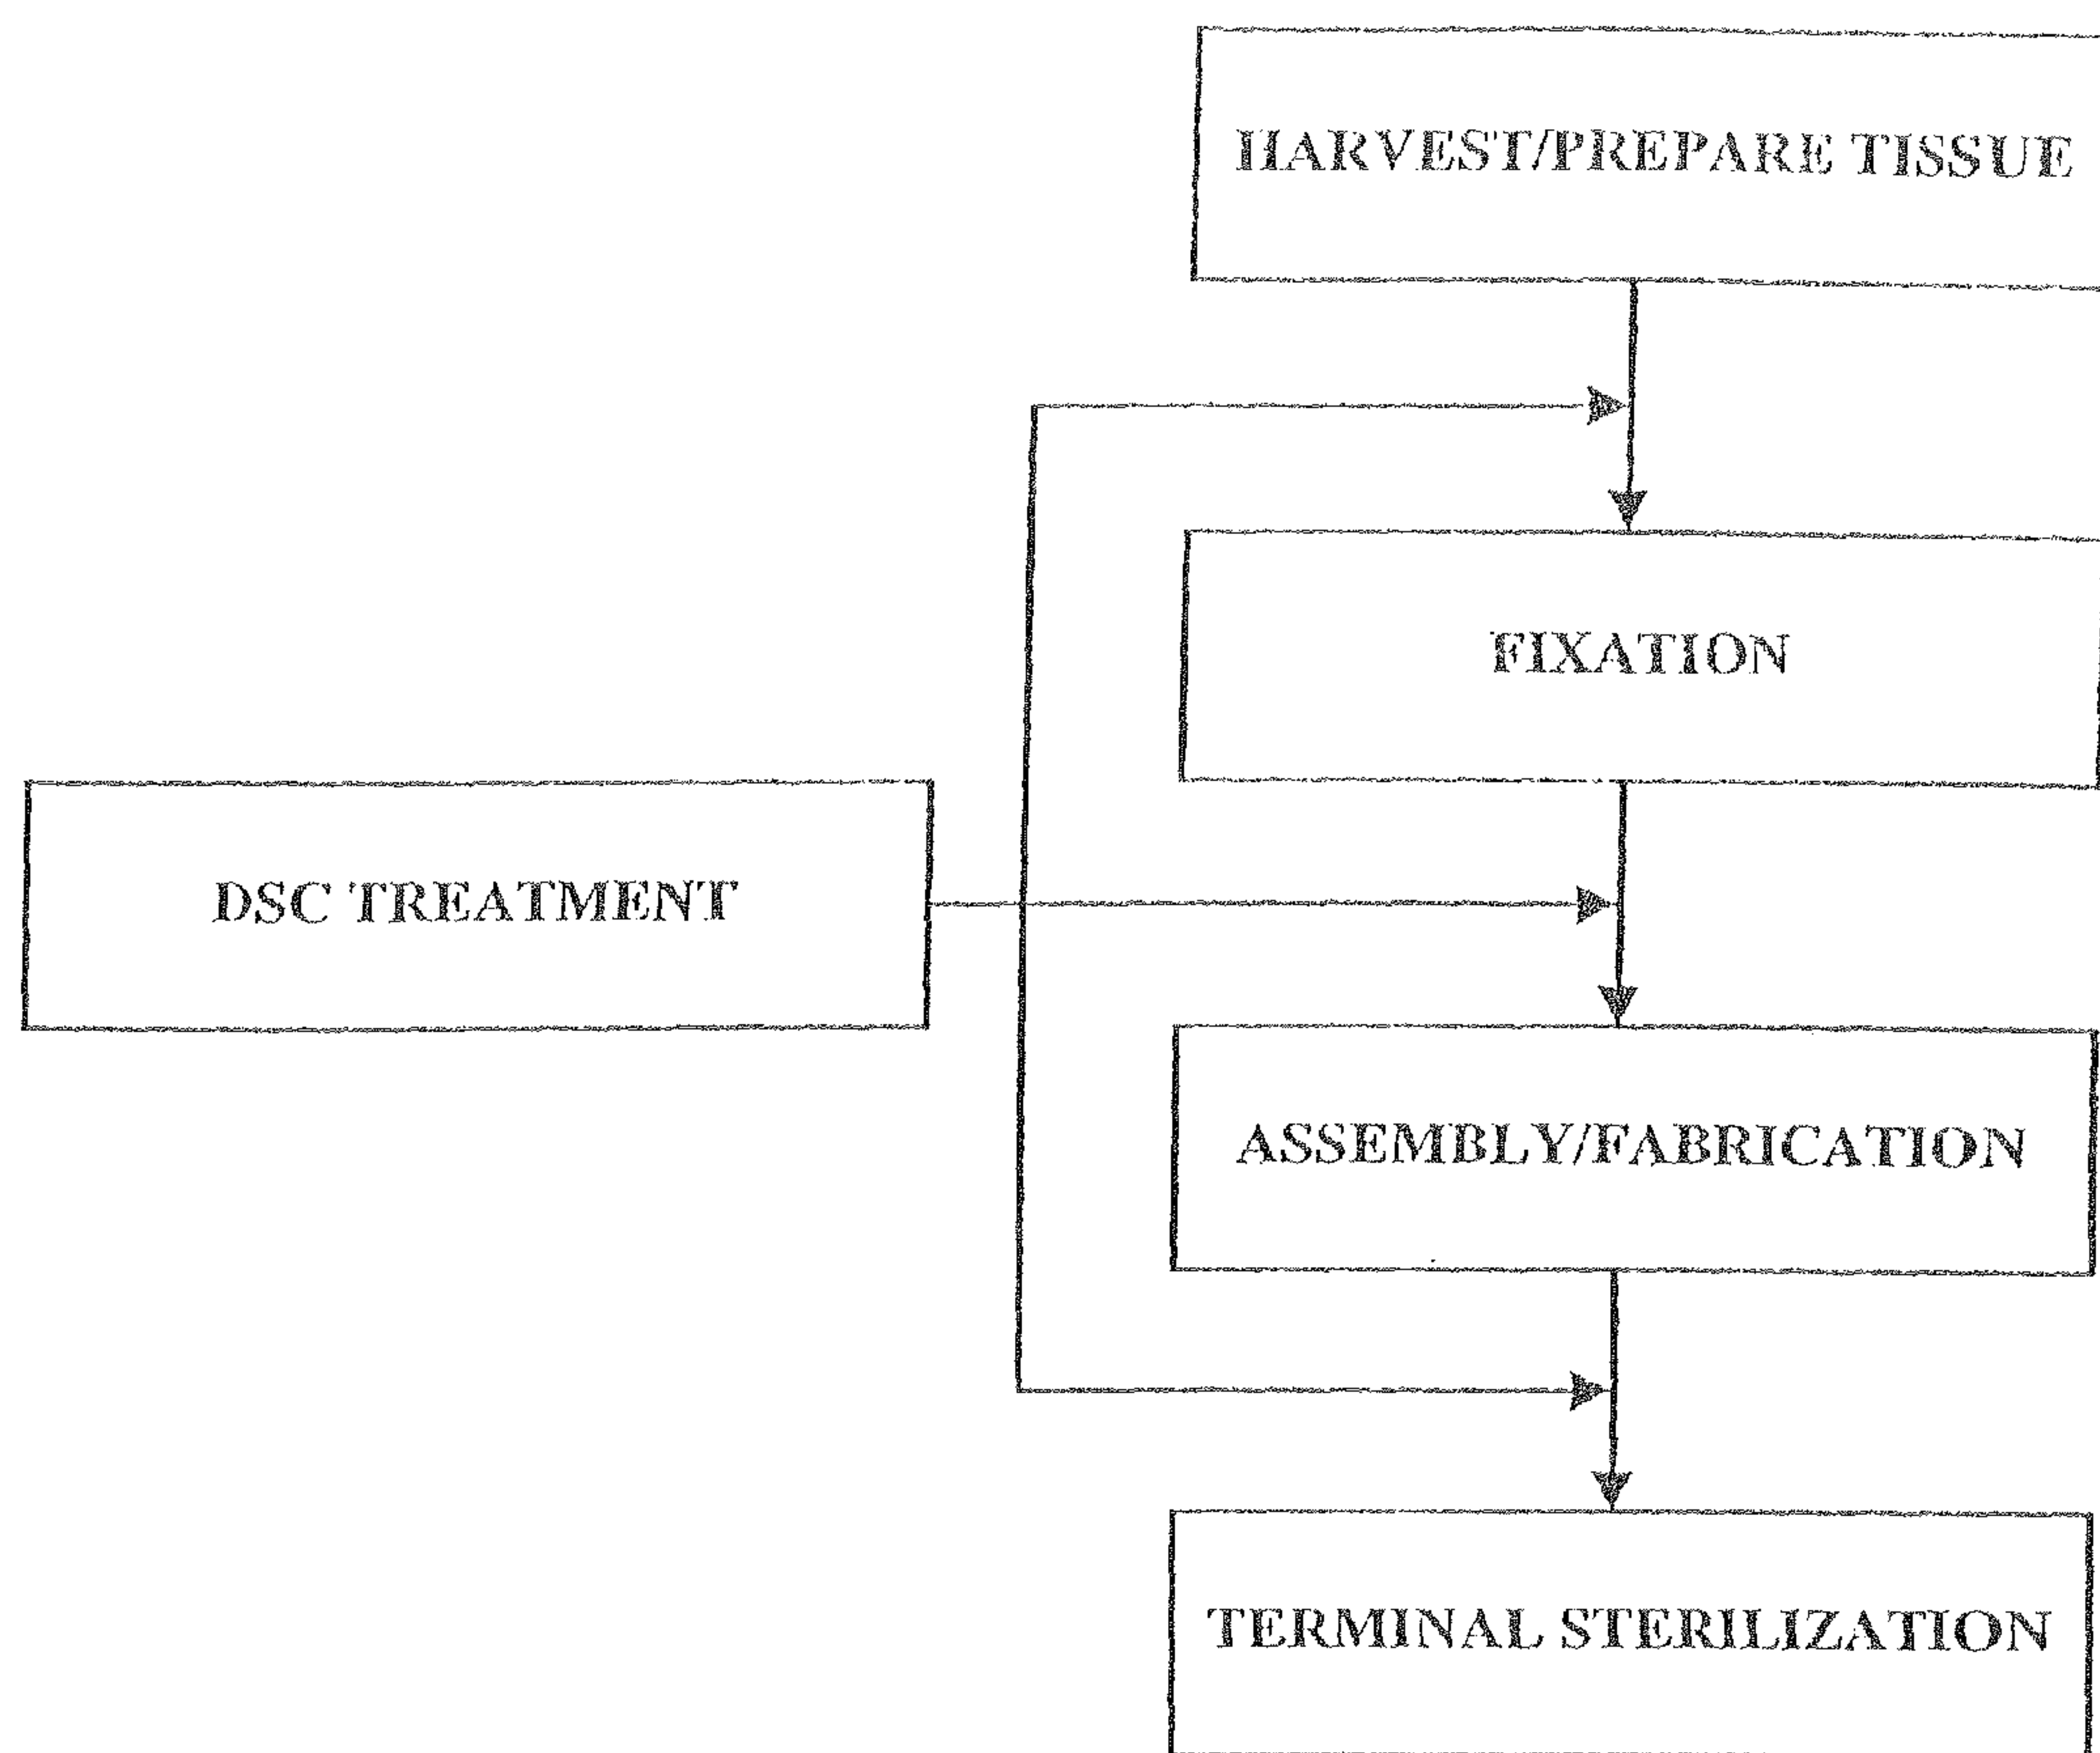 HARVEST/PREPARE TISSUE
FIXATION
DSC TREATMENT
ASSEMBLY/FABRICATION
TERMINAL STERILIZATION